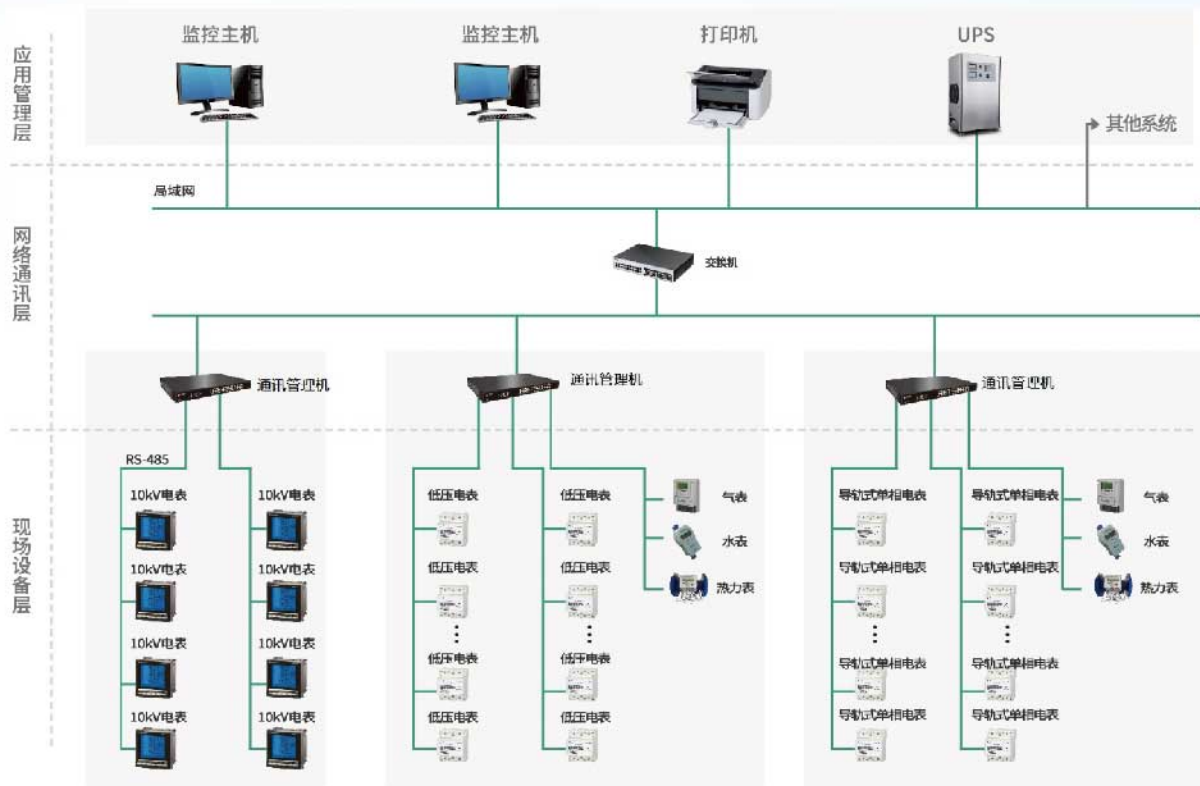 应用管理层
监控主机
监控主机
打印机
UPS
其他系统
局域网
网络通讯层
交换机
通讯管理机
通讯管理机
通讯管理机
现场设备层
RS-485
10kV电表
10kV电表
低压电表
低压电表
气表
导轨式单相电表
导轨式单相电表
气表
水表
水表
10kV电表
10kV电表
低压电表
低压电表
热力表
导轨式单相电表
导轨式单相电表
热力表
10kV电表
10kV电表
低压电表
低压电表
导轨式单相电表
导轨式单相电表
10kV电表
10kV电表
低压电表
低压电表
导轨式单相电表
导轨式单相电表